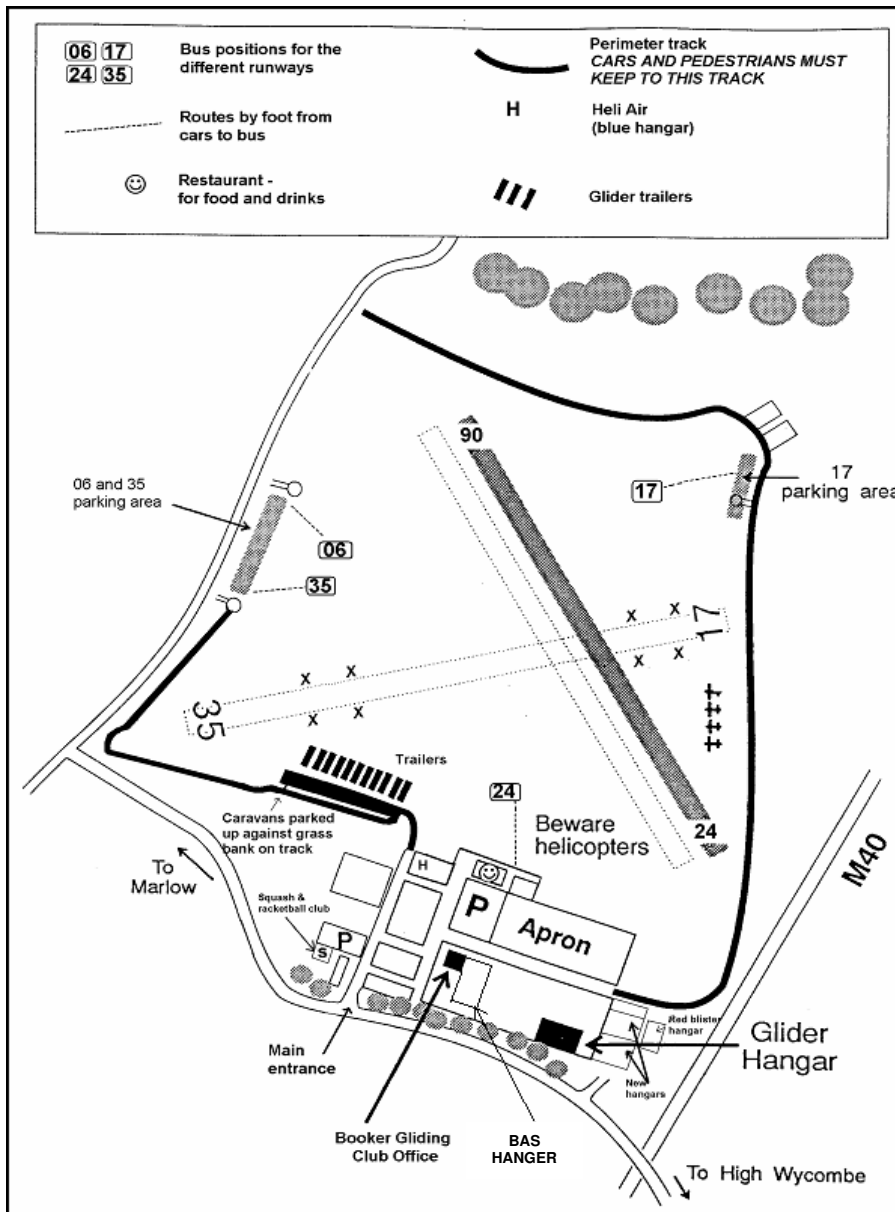 06 17
24 35
Bus positions for the
different runways
Routes by foot from
cars to bus
Restaurant -
for food and drinks
Perimeter track
CARS AND PEDESTRIANS MUST
KEEP TO THIS TRACK
H
Heli Air
(blue hangar)
Glider trailers
90
17
17
parking area
06 and 35
parking area
06
35
X X
17
X X
X X
35
X X
Trailers
24
Caravans parked
up against grass
bank on track
Beware
helicopters
24
M40
To
Marlow
H
Squash &
racketball club
P
Apron
P
S
Red blister
hangar
Glider
Hangar
Main
entrance
New
hangars
Booker Gliding
Club Office
BAS
HANGER
To High Wycombe